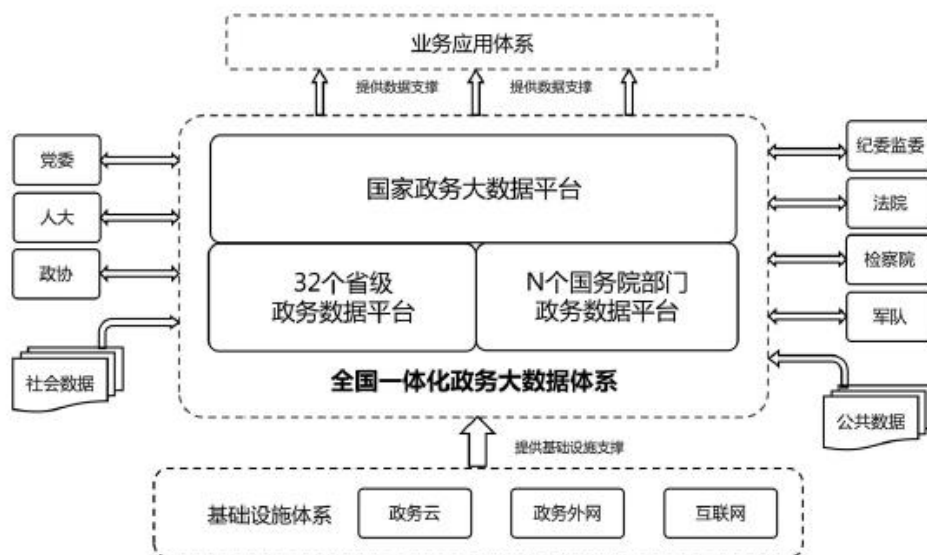 业务应用体系
提供数据支撑
提供数据支撑
党委
人大
政协
社会数据
国家政务大数据平台
32个省级
政务数据平台
N个国务院部门
政务数据平台
全国一体化政务大数据体系
纪委监委
法院
检察院
军队
公共数据
提供基础设施支撑
基础设施体系
政务云
政务外网
互联网